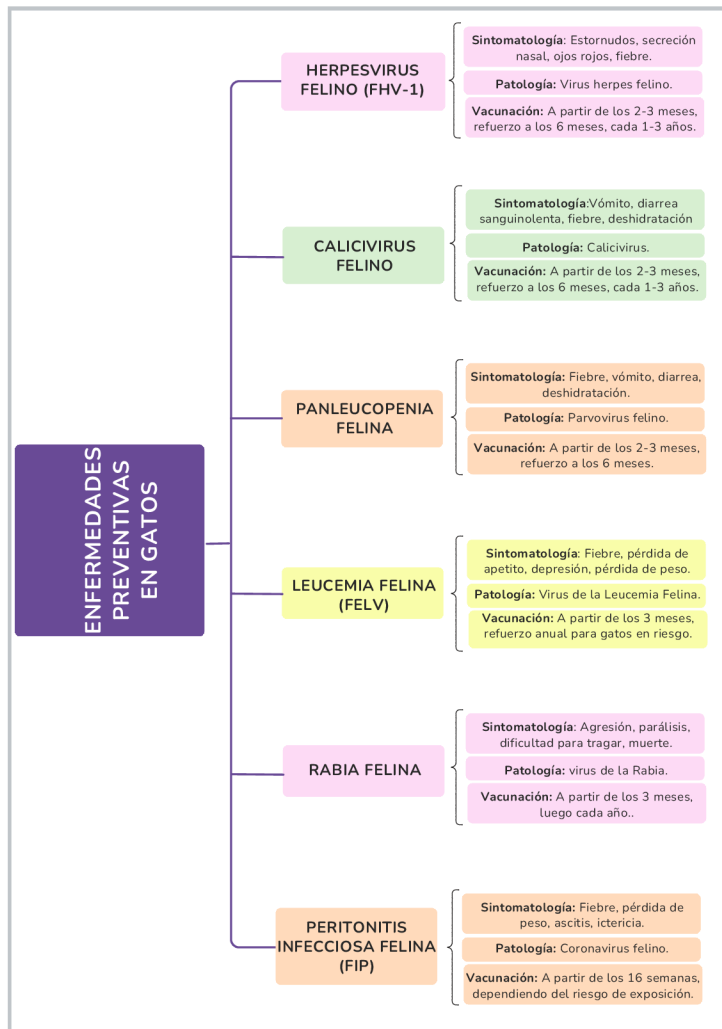 ENFERMEDADES
PREVENTIVAS
EN GATOS
HERPESVIRUS
FELINO (FHV-1)
Sintomatología: Estornudos, secreción
nasal, ojos rojos, fiebre.
Patología: Virus herpes felino.
Vacunación: A partir de los 2-3 meses,
refuerzo a los 6 meses, cada 1-3 años.
CALICIVIRUS
FELINO
Sintomatología:Vómito, diarrea
sanguinolenta, fiebre, deshidratación
Patología: Calicivirus.
Vacunación: A partir de los 2-3 meses,
refuerzo a los 6 meses, cada 1-3 años.
PANLEUCOPENIA
FELINA
Sintomatología: Fiebre, vómito, diarrea,
deshidratación.
Patología: Parvovirus felino.
Vacunación: A partir de los 2-3 meses,
refuerzo a los 6 meses.
LEUCEMIA FELINA
(FELV)
Sintomatología: Fiebre, pérdida de
apetito, depresión, pérdida de peso.
Patología: Virus de la Leucemia Felina.
Vacunación: A partir de los 3 meses,
refuerzo anual para gatos en riesgo.
RABIA FELINA
Sintomatología: Agresión, parálisis,
dificultad para tragar, muerte.
Patología: virus de la Rabia.
Vacunación: A partir de los 3 meses,
luego cada año..
PERITONITIS
INFECCIOSA FELINA
(FIP)
Sintomatología: Fiebre, pérdida de
peso, ascitis, ictericia.
Patología: Coronavirus felino.
Vacunación: A partir de los 16 semanas,
dependiendo del riesgo de exposición.